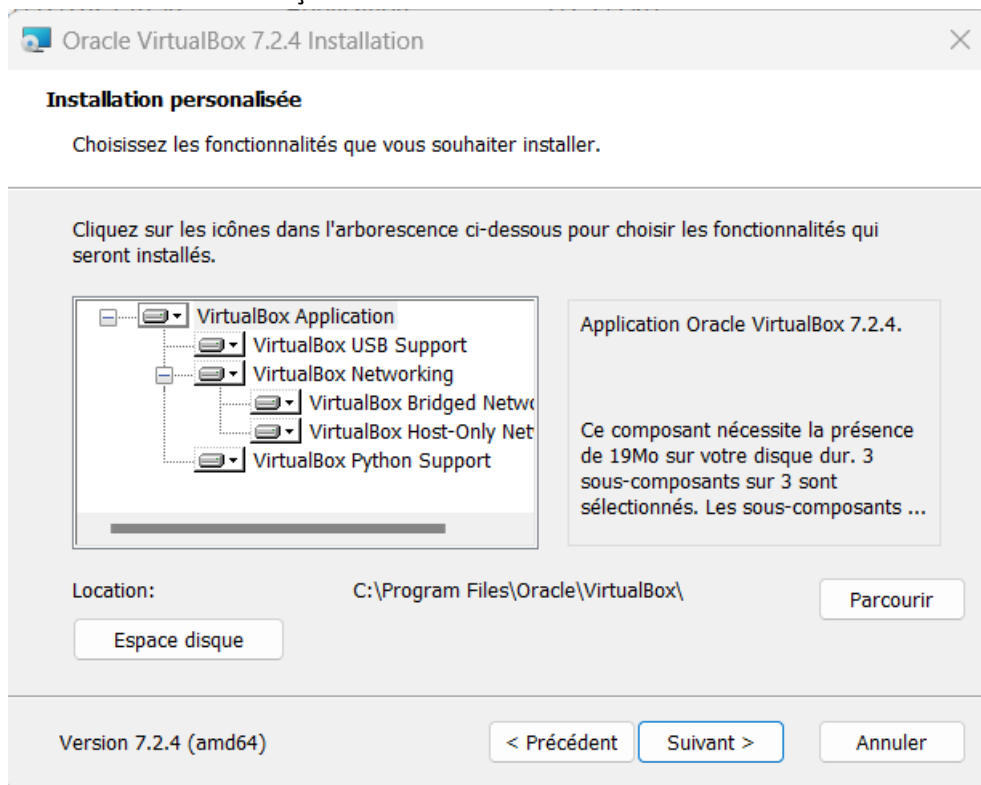 Oracle VirtualBox 7.2.4 Installation
Installation personalisée
Choisissez les fonctionnalités que vous souhaiter installer.
Cliquez sur les icônes dans l'arborescence ci-dessous pour choisir les fonctionnalités qui
seront installés.
VirtualBox Application
VirtualBox USB Support
VirtualBox Networking
VirtualBox Bridged Netwo
VirtualBox Host-Only Net
VirtualBox Python Support
Application Oracle VirtualBox 7.2.4.
Ce composant nécessite la présence
de 19Mo sur votre disque dur. 3
sous-composants sur 3 sont
sélectionnés. Les sous-composants ...
Location:
C:\Program Files\Oracle\VirtualBox\
Parcourir
Espace disque
Version 7.2.4 (amd64)
< Précédent
Suivant >
Annuler